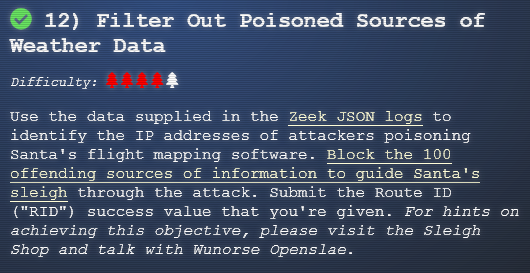 12) Filter Out Poisoned Sources of
Weather Data
Difficulty:
Use the data supplied in the Zeek JSON logs to
identify the IP addresses of attackers poisoning
Santa's flight mapping software. Block the 100
offending sources of information to guide Santa's
sleigh through the attack. Submit the Route ID
("RID") success value that you're given. For hints on
achieving this objective, please visit the Sleigh
Shop and talk with Wunorse Openslae.